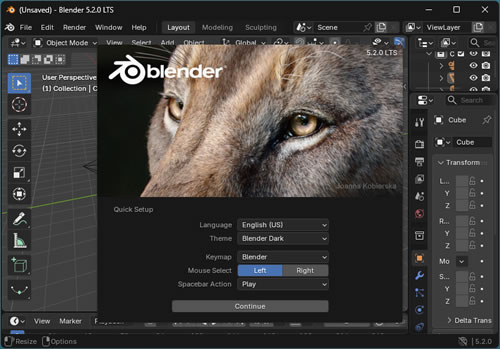 (Unsaved) - Blender 5.2.0 LTS
File Edit Render Window Help Layout Modeling Sculpting Scene ViewLayer
Object Mode View Select Add Object Global
5.2.0 LTS
blender
User Perspective
(1) Collection | C
Search
Cube
Cube
Transform
Joanna Kobierska
Quick Setup
Language English (US)
Theme Blender Dark
Keymap Blender
Mouse Select Left Right
Spacebar Action Play
Continue
L...
Y
Z
R...
Y
Z
Mo
S...
Y
Z
Delta Trans
View
Resize Options 5.2.0